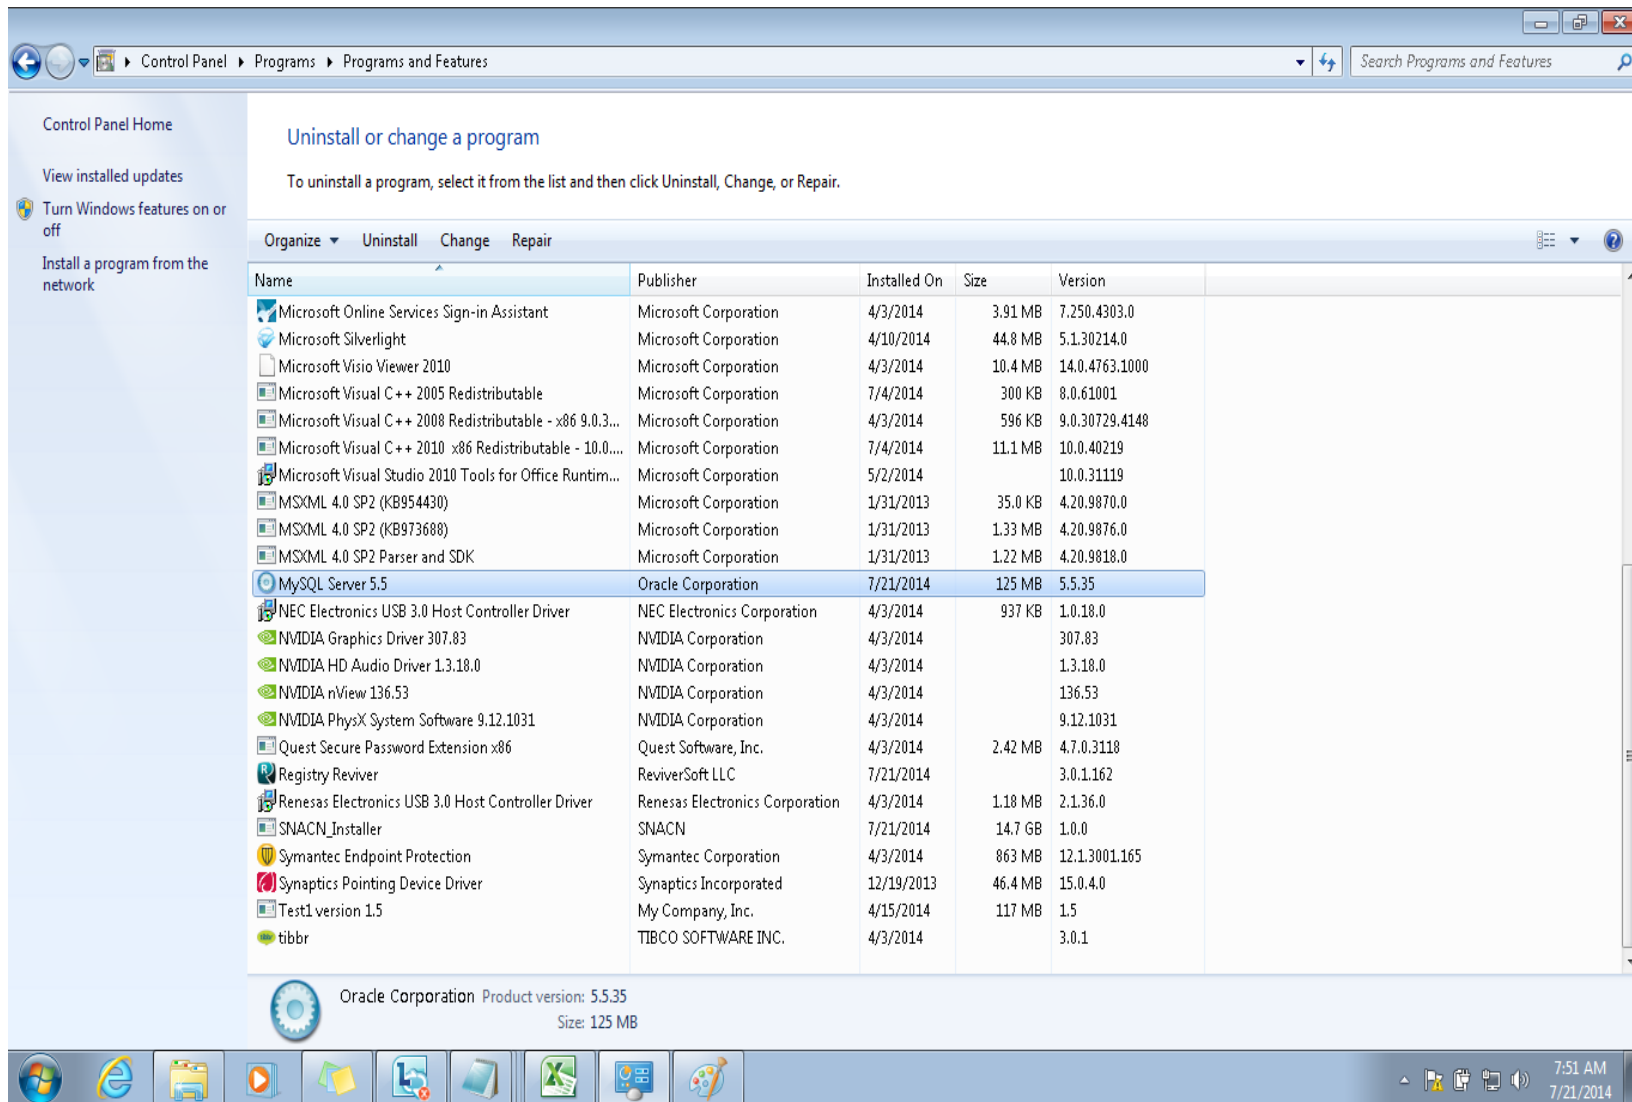 Control Panel Programs Programs and Features
Search Programs and Features
Control Panel Home
View installed updates
Turn Windows features on or
off
Install a program from the
network
Uninstall or change a program
To uninstall a program, select it from the list and then click Uninstall, Change, or Repair.
Organize Uninstall Change Repair
Name Publisher Installed On Size Version
Microsoft Online Services Sign-in Assistant Microsoft Corporation 4/3/2014 3.91 MB 7.250.4303.0
Microsoft Silverlight Microsoft Corporation 4/10/2014 44.8 MB 5.1.30214.0
Microsoft Visio Viewer 2010 Microsoft Corporation 4/3/2014 10.4 MB 14.0.4763.1000
Microsoft Visual C++ 2005 Redistributable Microsoft Corporation 7/4/2014 300 KB 8.0.61001
Microsoft Visual C++ 2008 Redistributable - x86 9.0.3... Microsoft Corporation 4/3/2014 596 KB 9.0.30729.4148
Microsoft Visual C++ 2010 x86 Redistributable - 10.0.... Microsoft Corporation 7/4/2014 11.1 MB 10.0.40219
Microsoft Visual Studio 2010 Tools for Office Runtim... Microsoft Corporation 5/2/2014 10.0.31119
MSXML 4.0 SP2 (KB954430) Microsoft Corporation 1/31/2013 35.0 KB 4.20.9870.0
MSXML 4.0 SP2 (KB973688) Microsoft Corporation 1/31/2013 1.33 MB 4.20.9876.0
MSXML 4.0 SP2 Parser and SDK Microsoft Corporation 1/31/2013 1.22 MB 4.20.9818.0
MySQL Server 5.5 Oracle Corporation 7/21/2014 125 MB 5.5.35
NEC Electronics USB 3.0 Host Controller Driver NEC Electronics Corporation 4/3/2014 937 KB 1.0.18.0
NVIDIA Graphics Driver 307.83 NVIDIA Corporation 4/3/2014 307.83
NVIDIA HD Audio Driver 1.3.18.0 NVIDIA Corporation 4/3/2014 1.3.18.0
NVIDIA nView 136.53 NVIDIA Corporation 4/3/2014 136.53
NVIDIA PhysX System Software 9.12.1031 NVIDIA Corporation 4/3/2014 9.12.1031
Quest Secure Password Extension x86 Quest Software, Inc. 4/3/2014 2.42 MB 4.7.0.3118
Registry Reviver ReviverSoft LLC 7/21/2014 3.0.1.162
Renesas Electronics USB 3.0 Host Controller Driver Renesas Electronics Corporation 4/3/2014 1.18 MB 2.1.36.0
SNACN_Installer SNACN 7/21/2014 14.7 GB 1.0.0
Symantec Endpoint Protection Symantec Corporation 4/3/2014 863 MB 12.1.3001.165
Synaptics Pointing Device Driver Synaptics Incorporated 12/19/2013 46.4 MB 15.0.4.0
Test1 version 1.5 My Company, Inc. 4/15/2014 117 MB 1.5
tibbr TIBCO SOFTWARE INC. 4/3/2014 3.0.1
Oracle Corporation Product version: 5.5.35
Size: 125 MB
7:51 AM
7/21/2014